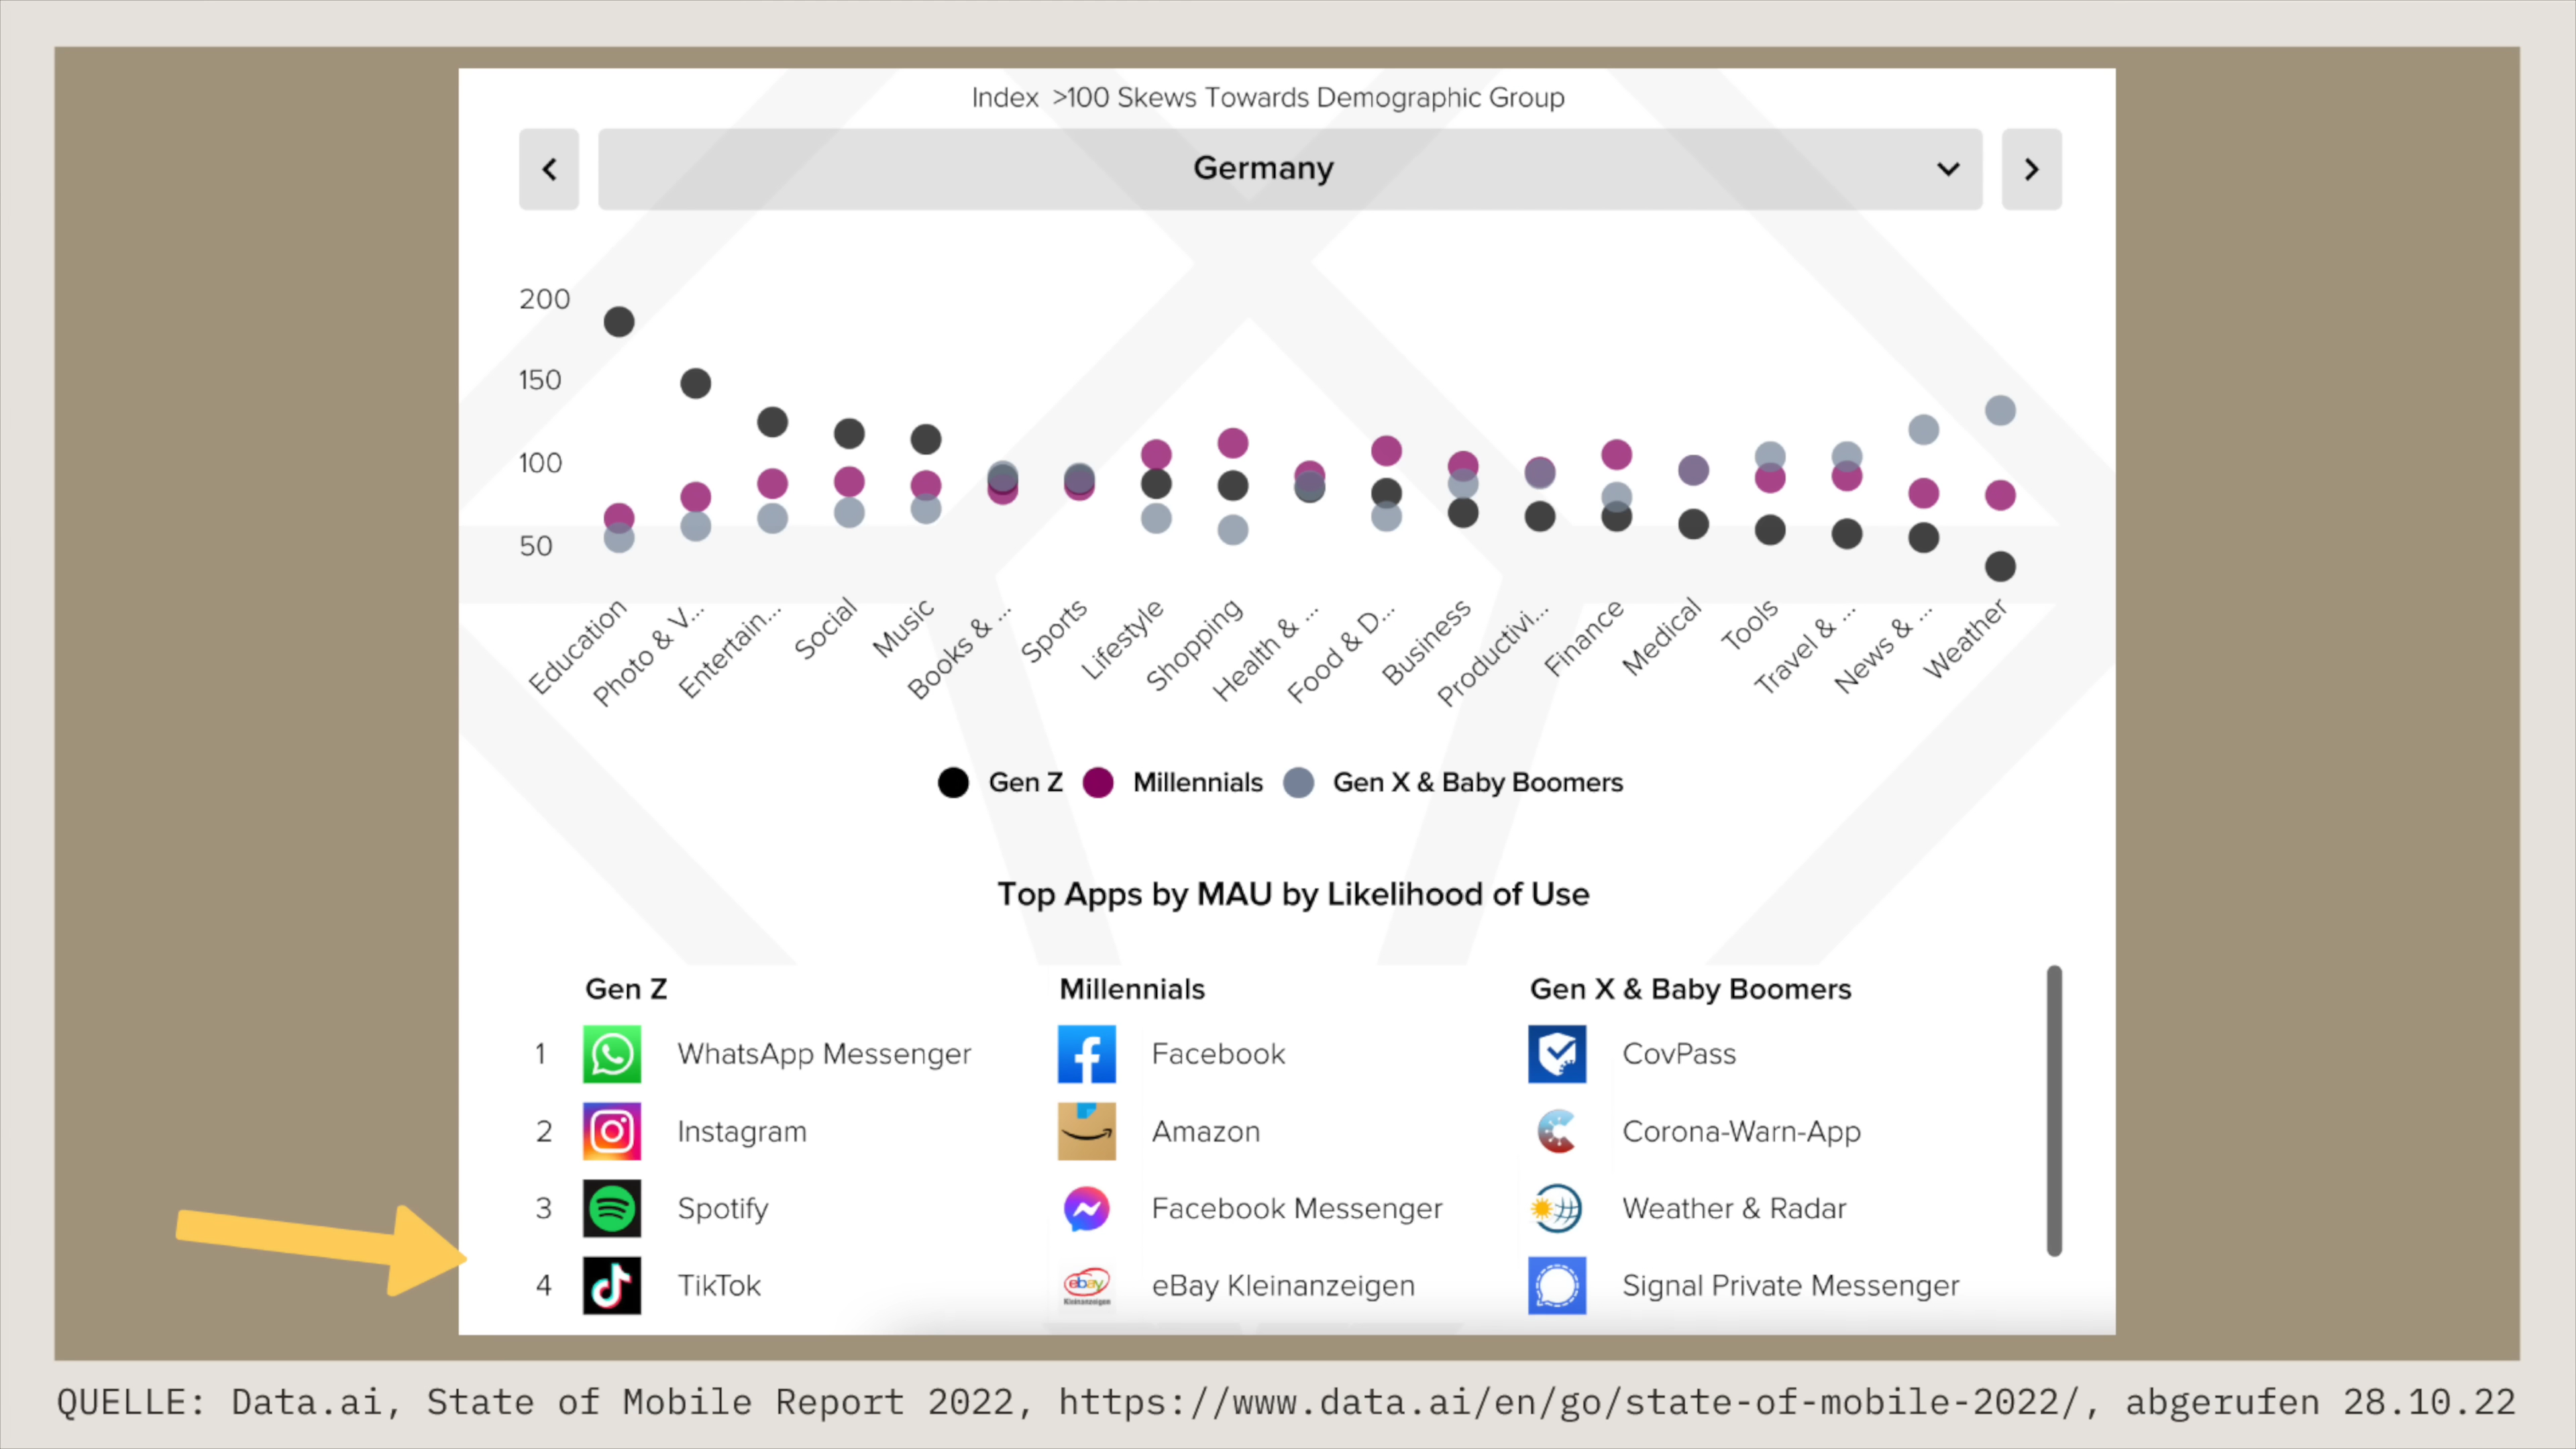 Index >100 Skews Towards Demographic Group
Germany
200
150
100
50
Education
Photo & V...
Entertain...
Social
Music
Books & ...
Sports
Lifestyle
Shopping
Health & ...
Food & D...
Business
Productivi...
Finance
Medical
Tools
Travel & ...
News & ...
Weather
Gen Z Millennials Gen X & Baby Boomers
Top Apps by MAU by Likelihood of Use
Gen Z Millennials Gen X & Baby Boomers
1 WhatsApp Messenger Facebook CovPass
2 Instagram Amazon Corona-Warn-App
3 Spotify Facebook Messenger Weather & Radar
4 TikTok ebay Kleinanzeigen eBay Kleinanzeigen Signal Private Messenger
QUELLE: Data.ai, State of Mobile Report 2022, https://www.data.ai/en/go/state-of-mobile-2022/, abgerufen 28.10.22